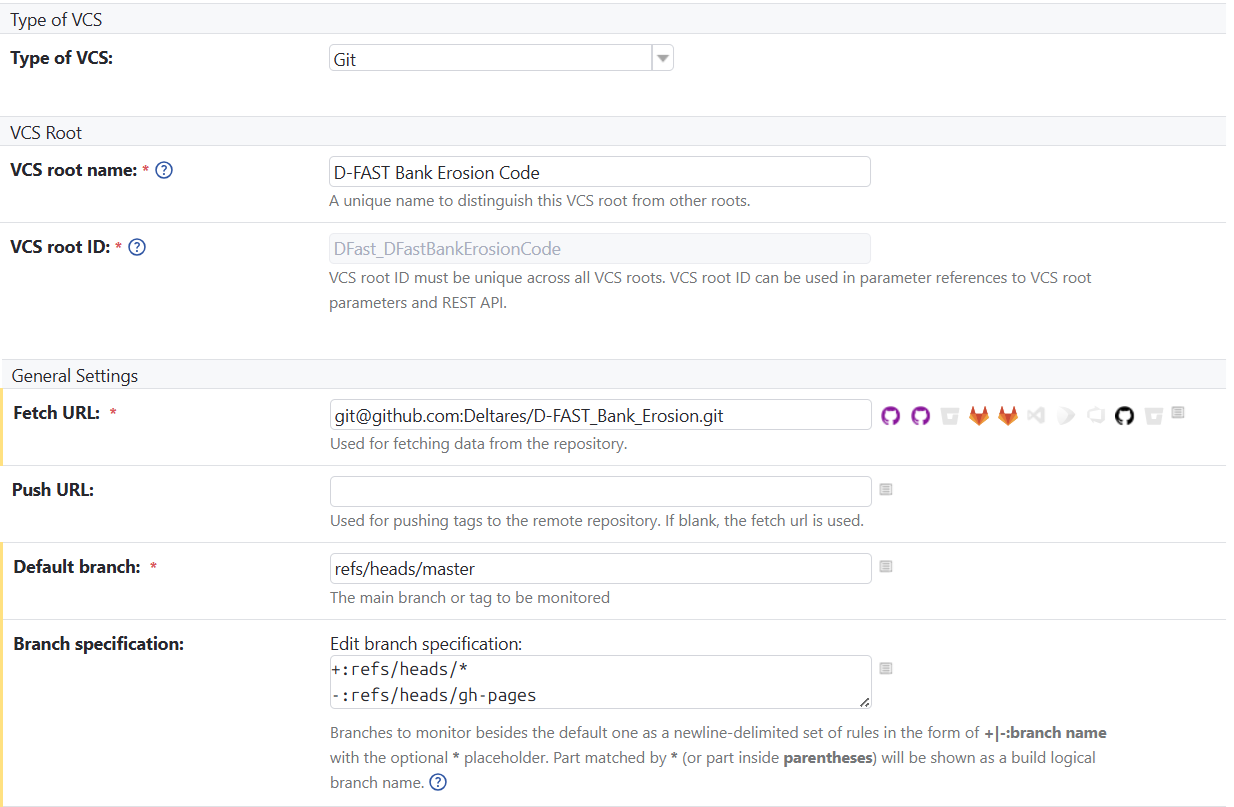 Type of VCS
Type of VCS:
Git
VCS Root
VCS root name: *
D-FAST Bank Erosion Code
A unique name to distinguish this VCS root from other roots.
VCS root ID: *
DFast_DFastBankErosionCode
VCS root ID must be unique across all VCS roots. VCS root ID can be used in parameter references to VCS root
parameters and REST API.
General Settings
Fetch URL: *
git@github.com:Deltares/D-FAST_Bank_Erosion.git
Used for fetching data from the repository.
Push URL:
Used for pushing tags to the remote repository. If blank, the fetch url is used.
Default branch: *
refs/heads/master
The main branch or tag to be monitored
Branch specification:
Edit branch specification:
+:refs/heads/*
-:refs/heads/gh-pages
Branches to monitor besides the default one as a newline-delimited set of rules in the form of +|-:branch name
with the optional * placeholder. Part matched by * (or part inside parentheses) will be shown as a build logical
branch name.